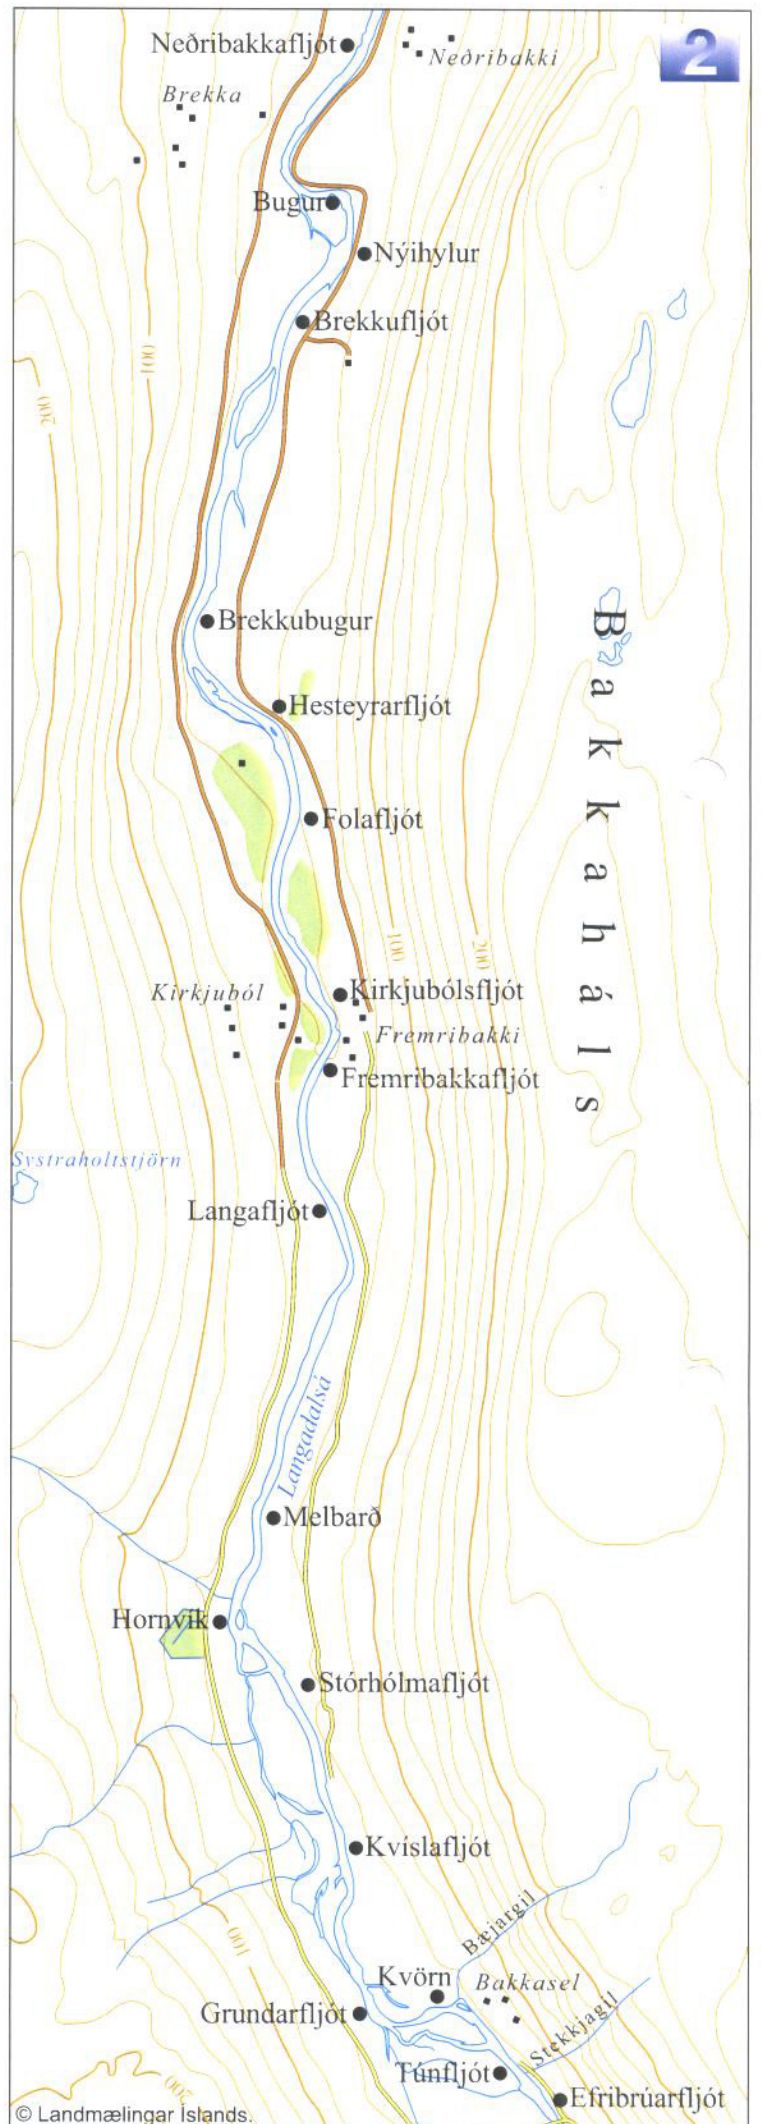 Neðribakkafljót
Neðribakki
2
Brekka
Bugur
Nýihylur
Brekkufljót
100
200
Brekkubugur
Bakkaháls
Hesteyrarfljót
Folafljót
100
200
Kirkjuból
Kirkjubólsfljót
Fremribakki
Fremribakkafljót
Systraholtstjörn
Langafljót
Langadalsá
Melbarð
Hornvík
Stórhólmafljót
Kvíslafljót
Bæjargil
100
Kvörn
Bakkasel
Grundarfljót
Stekkjagil
Túnfljót
200
Efribrúarfljót
© Landmælingar Íslands.